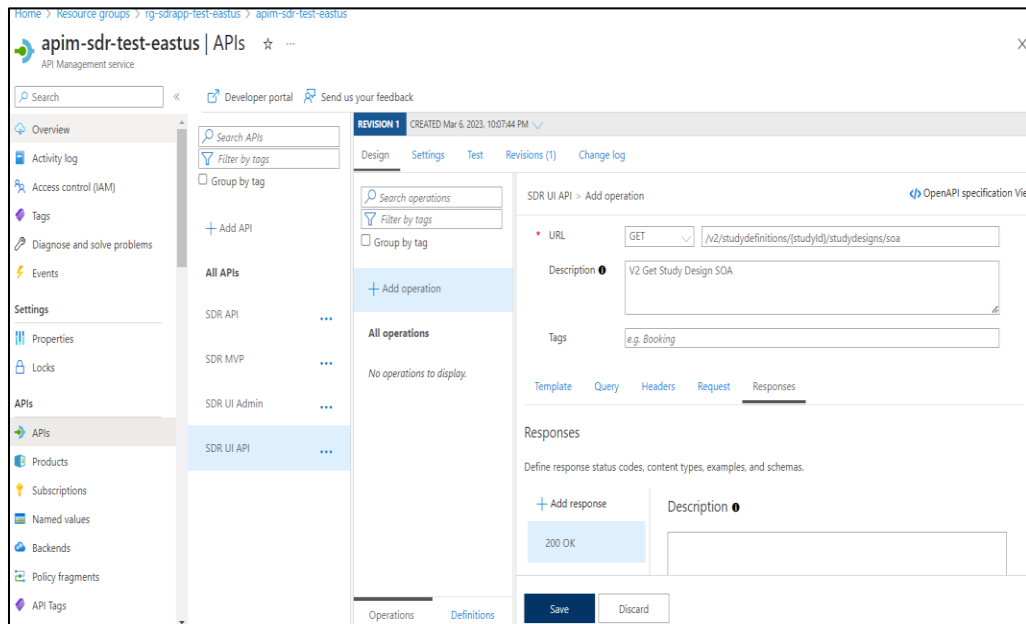 Home > Resource groups > rg-sdrapp-test-eastus > apim-sdr-test-eastus
apim-sdr-test-eastus | APIs
API Management service
Search
Overview
Activity log
Access control (IAM)
Tags
Diagnose and solve problems
Events
Settings
Properties
Locks
APIs
APIs
Products
Subscriptions
Named values
Backends
Policy fragments
API Tags
Developer portal
Send us your feedback
Search APIs
Filter by tags
Group by tag
Add API
All APIs
SDR API
SDR MVP
SDR UI Admin
SDR UI API
REVISION 1 CREATED Mar 6, 2023, 10:07:44 PM
Design Settings Test Revisions (1) Change log
Search operations
Filter by tags
Group by tag
Add operation
All operations
No operations to display.
Operations Definitions
SDR UI API > Add operation
OpenAPI specification Vie
* URL GET /v2/studydefinitions/{studyId}/studydesigns/soa
Description V2 Get Study Design SOA
Tags e.g. Booking
Template Query Headers Request Responses
Responses
Define response status codes, content types, examples, and schemas.
Add response
200 OK
Description
Save Discard